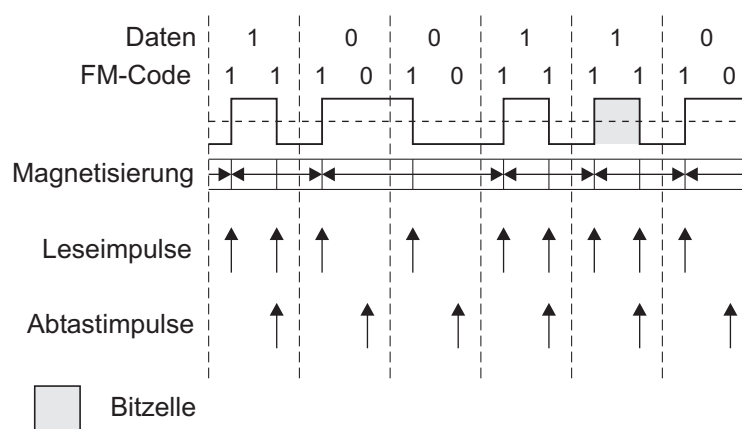 Daten 1 0 0 1 1 0
FM-Code 1 1 1 0 1 0 1 1 1 1 1 0
Magnetisierung
Leseimpulse
Abtastimpulse
Bitzelle